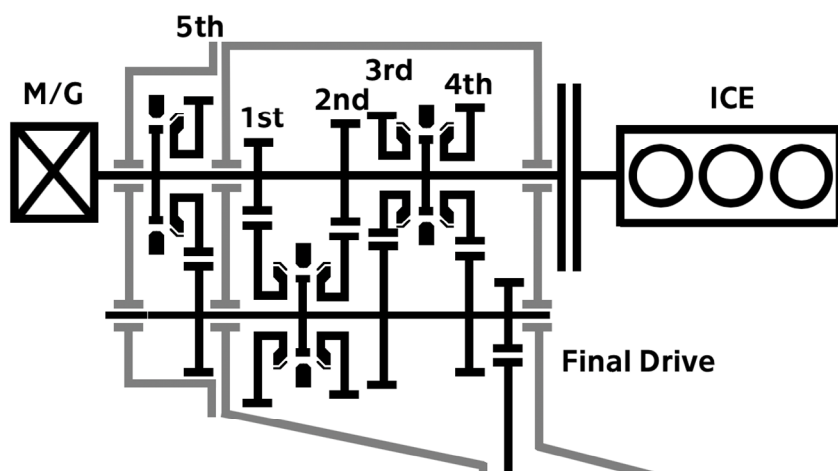 5th
M/G
1st
2nd
3rd
4th
ICE
Final Drive